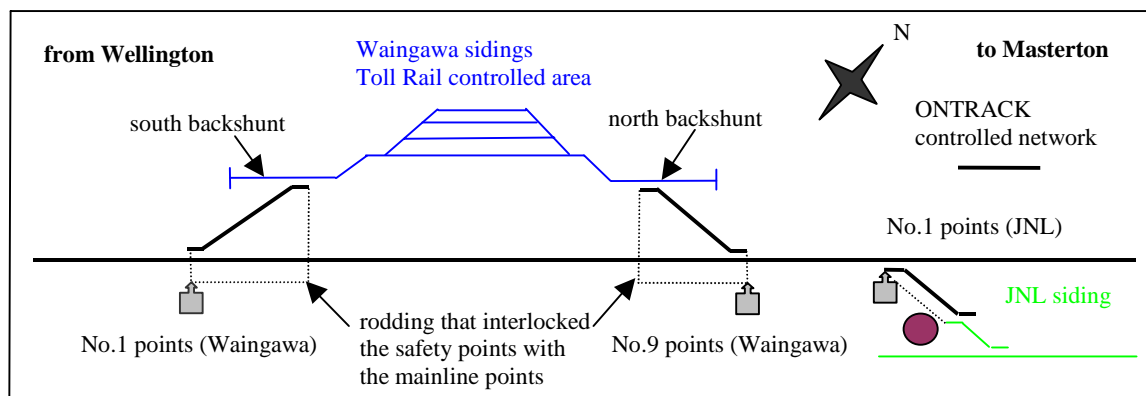 from Wellington
Waingawa sidings
Toll Rail controlled area
N
to Masterton
south backshunt
north backshunt
ONTRACK
controlled network
No.1 points (JNL)
JNL siding
No.1 points (Waingawa)
rodding that interlocked
the safety points with
the mainline points
No.9 points (Waingawa)